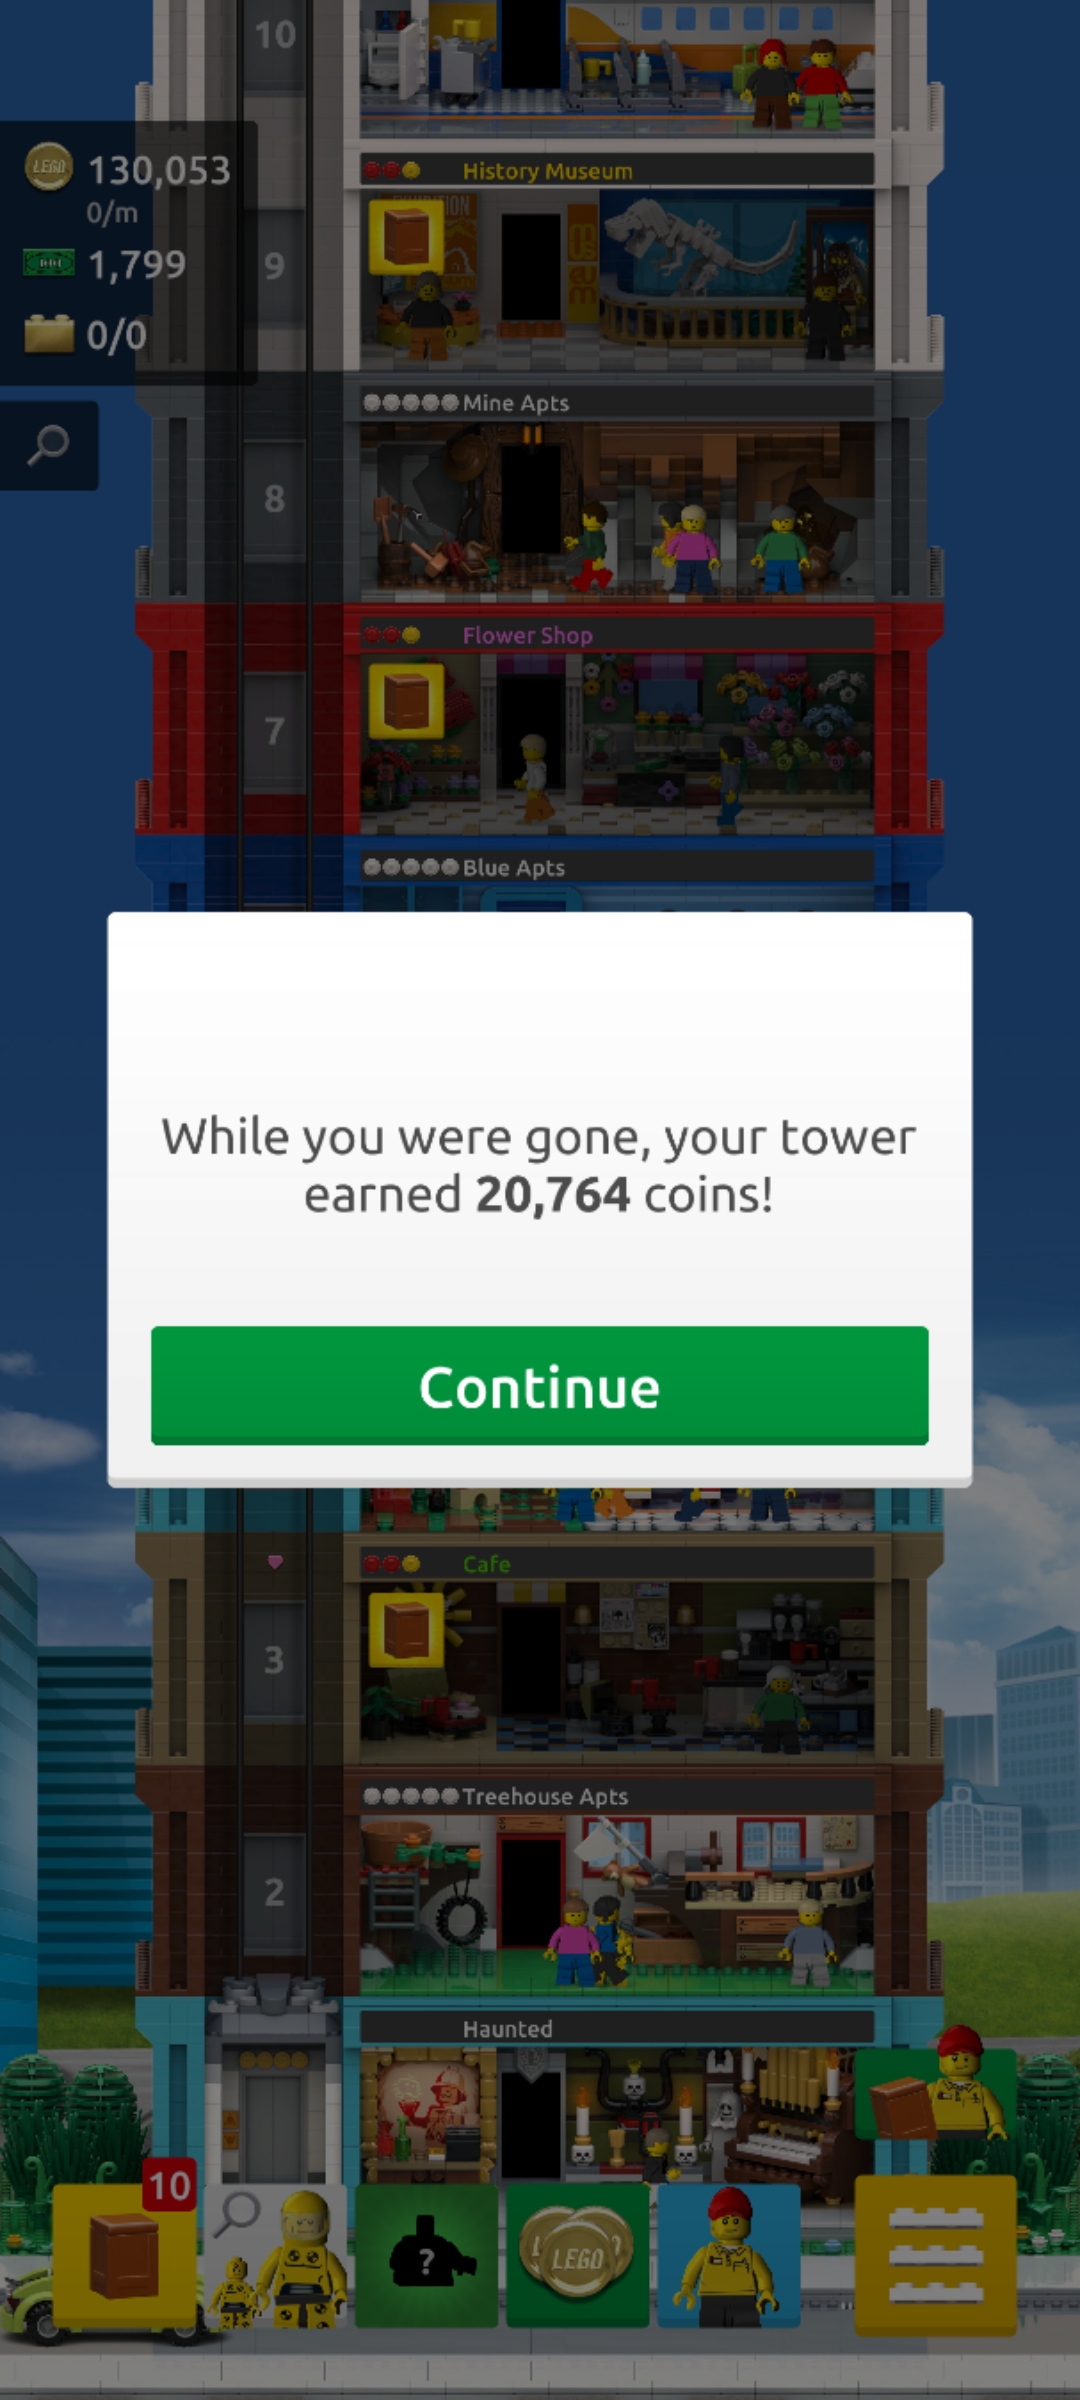 10
LEGO 130,053
0/m
1,799
0/0
History Museum
MUSEUM
9
Mine Apts
8
Flower Shop
7
Blue Apts
While you were gone, your tower
earned 20,764 coins!
Continue
Cafe
3
Treehouse Apts
2
Haunted
10
?
LEGO